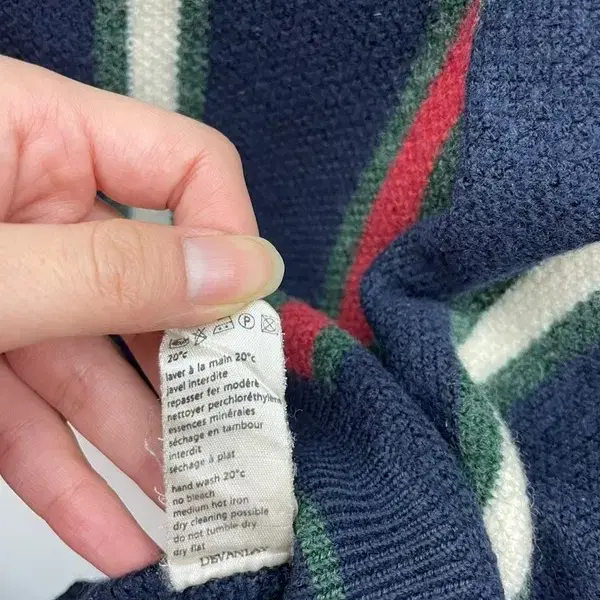 P
20°c
laver à la main 20°c
javel interdite
repasser fer modéré
nettoyer perchloréthylène
essences minérales
séchage en tambour
interdit
séchage à plat
hand wash 20°c
no bleach
medium hot iron
dry cleaning possible
do not tumble dry
dry flat
DEVANLAY